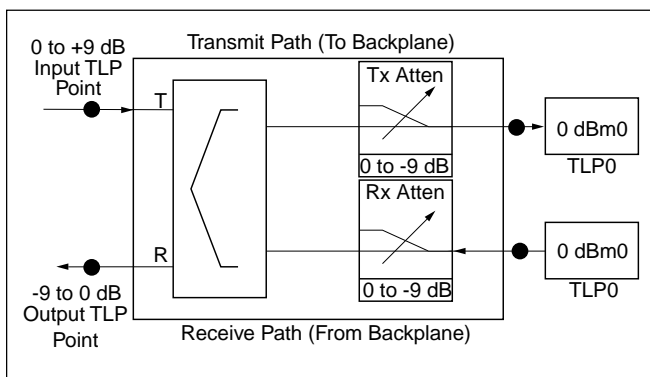 0 to +9 dB
Input TLP
Point
Transmit Path (To Backplane)
Tx Atten
T
0 dBm0
0 to -9 dB
TLP0
Rx Atten
R
0 dBm0
-9 to 0 dB
Output TLP
Point
0 to -9 dB
TLP0
Receive Path (From Backplane)